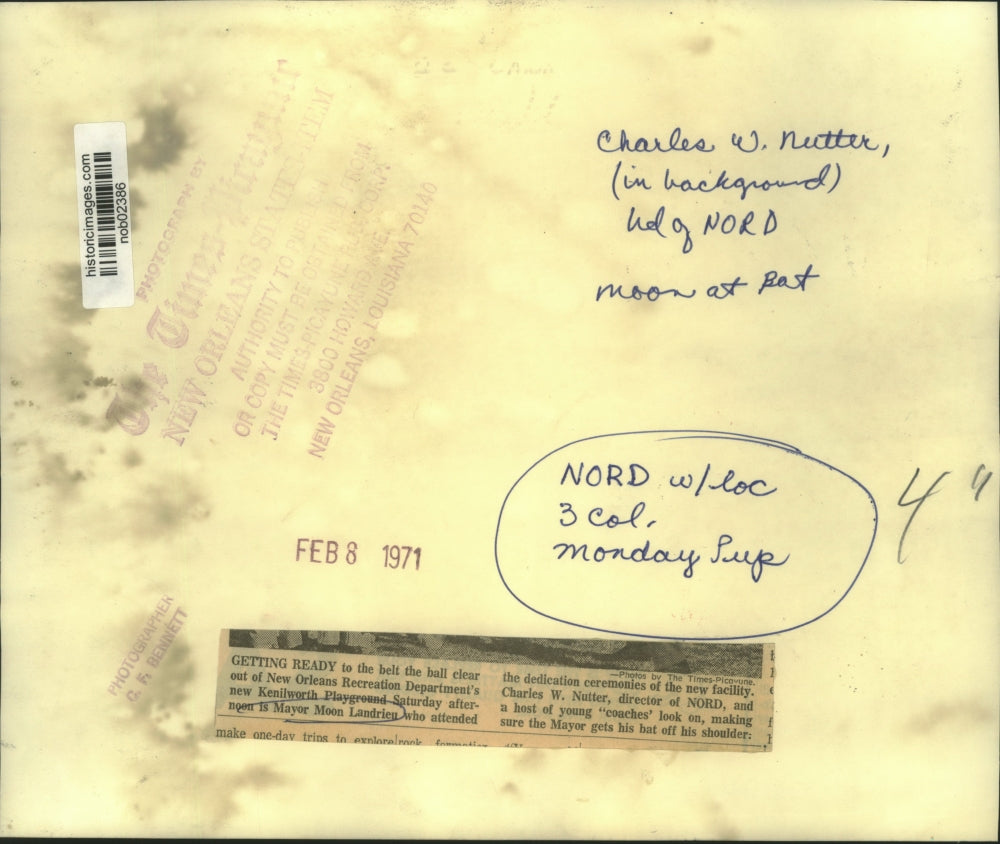 historicimages.com
nob02386
PHOTOGRAPH BY
The Times-Picayune
NEW ORLEANS STATES-ITEM
AUTHORITY TO
OR COPY MUST BE OBTAINED FROM
THE TIMES-PICAYUNE PUB. CORP.
3800 HOWARD AVE.
NEW ORLEANS, LOUISIANA 70140
Charles W. Nutter,
(in background)
hd of NORD
Moon at Bat
NORD w/loc
3 col.
Monday Sup
4"
FEB 8 1971
PHOTOGRAPHER
C. F. BENNETT
GETTING READY to the belt the ball clear
out of New Orleans Recreation Department's
new Kenilworth Playground Saturday after-
noon is Mayor Moon Landrieu who attended
—Photos by The Times-Picayune.
the dedication ceremonies of the new facility.
Charles W. Nutter, director of NORD, and
a host of young "coaches' look on, making
sure the Mayor gets his bat off his shoulder:
make one-day trips to explore rock